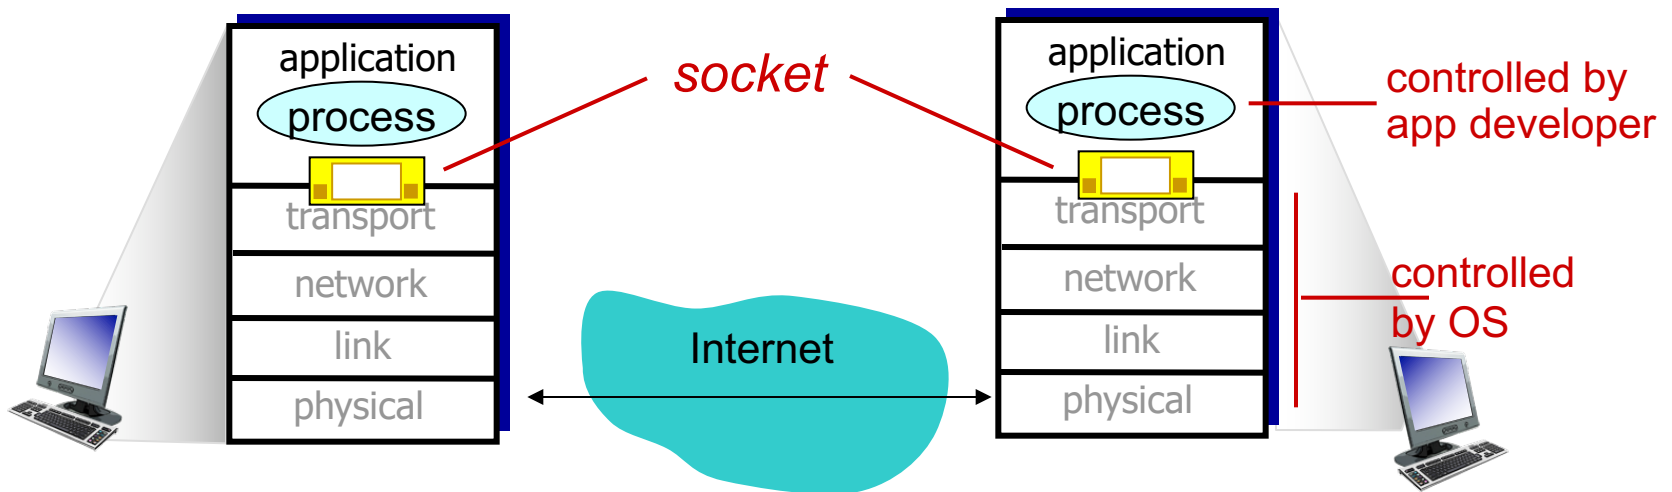 application
process
transport
network
link
physical
socket
Internet
application
process
transport
network
link
physical
controlled by
app developer
controlled
by OS